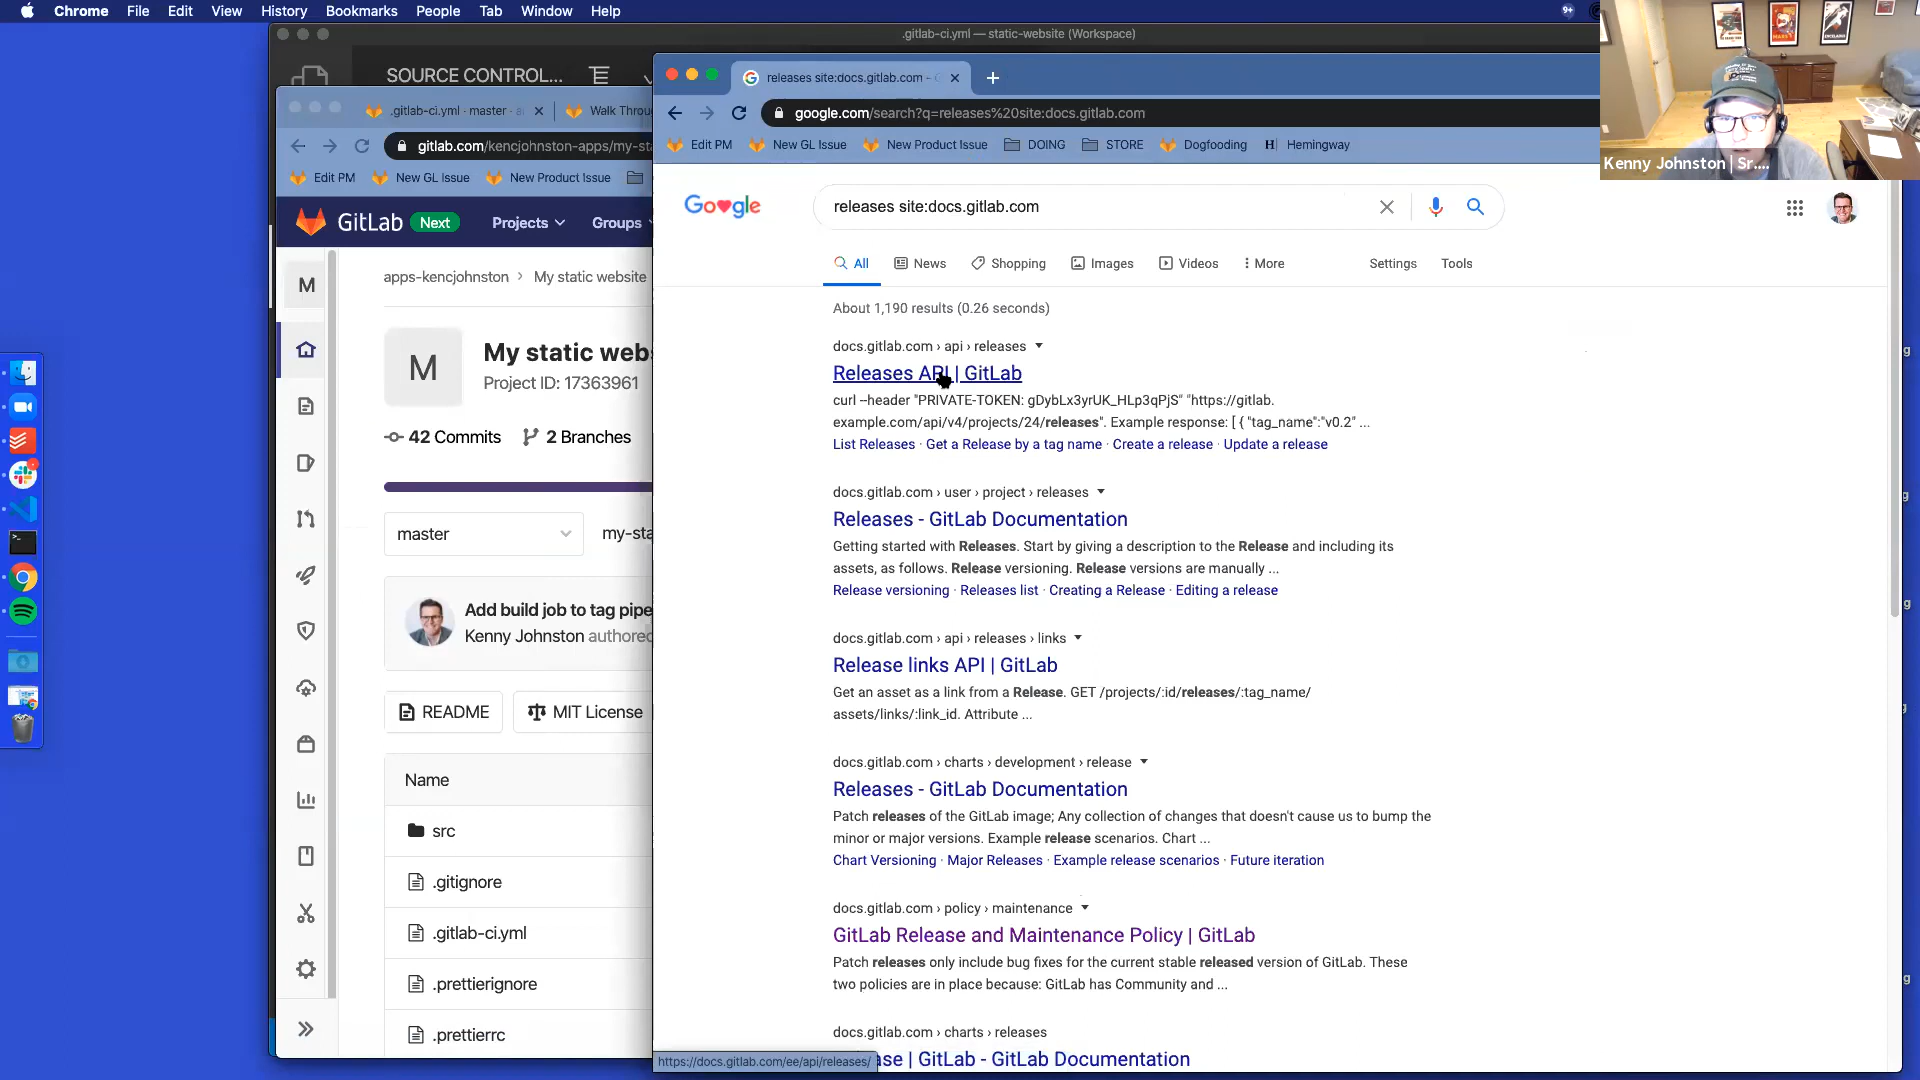 Chrome File Edit View History Bookmarks People Tab Window Help
9+
.gitlab-ci.yml — static-website (Workspace)
SOURCE CONTROL...
.gitlab-ci.yml · master · a
Walk Throu
gitlab.com/kencjohnston-apps/my-sta
Edit PM New GL Issue New Product Issue
GitLab Next Projects Groups
M
apps-kencjohnston › My static website
M
My static webs
Project ID: 17363961
42 Commits 2 Branches
master
my-sta
Add build job to tag pipe
Kenny Johnston authored
README MIT License
Name
src
.gitignore
.gitlab-ci.yml
.prettierignore
.prettierrc
releases site:docs.gitlab.com -
google.com/search?q=releases%20site:docs.gitlab.com
Edit PM New GL Issue New Product Issue DOING STORE Dogfooding H Hemingway
Kenny Johnston | Sr....
releases site:docs.gitlab.com
All News Shopping Images Videos More Settings Tools
About 1,190 results (0.26 seconds)
docs.gitlab.com › api › releases
Releases API | GitLab
curl --header "PRIVATE-TOKEN: gDybLx3yrUK_HLp3qPjS" "https://gitlab.
example.com/api/v4/projects/24/releases". Example response: [ { "tag_name":"v0.2" ...
List Releases · Get a Release by a tag name · Create a release · Update a release
docs.gitlab.com › user › project › releases
Releases - GitLab Documentation
Getting started with Releases. Start by giving a description to the Release and including its
assets, as follows. Release versioning. Release versions are manually ...
Release versioning · Releases list · Creating a Release · Editing a release
docs.gitlab.com › api › releases › links
Release links API | GitLab
Get an asset as a link from a Release. GET /projects/:id/releases/:tag_name/
assets/links/:link_id. Attribute ...
docs.gitlab.com › charts › development › release
Releases - GitLab Documentation
Patch releases of the GitLab image; Any collection of changes that doesn't cause us to bump the
minor or major versions. Example release scenarios. Chart ...
Chart Versioning · Major Releases · Example release scenarios · Future iteration
docs.gitlab.com › policy › maintenance
GitLab Release and Maintenance Policy | GitLab
Patch releases only include bug fixes for the current stable released version of GitLab. These
two policies are in place because: GitLab has Community and ...
docs.gitlab.com › charts › releases
ase | GitLab - GitLab Documentation
https://docs.gitlab.com/ee/api/releases/